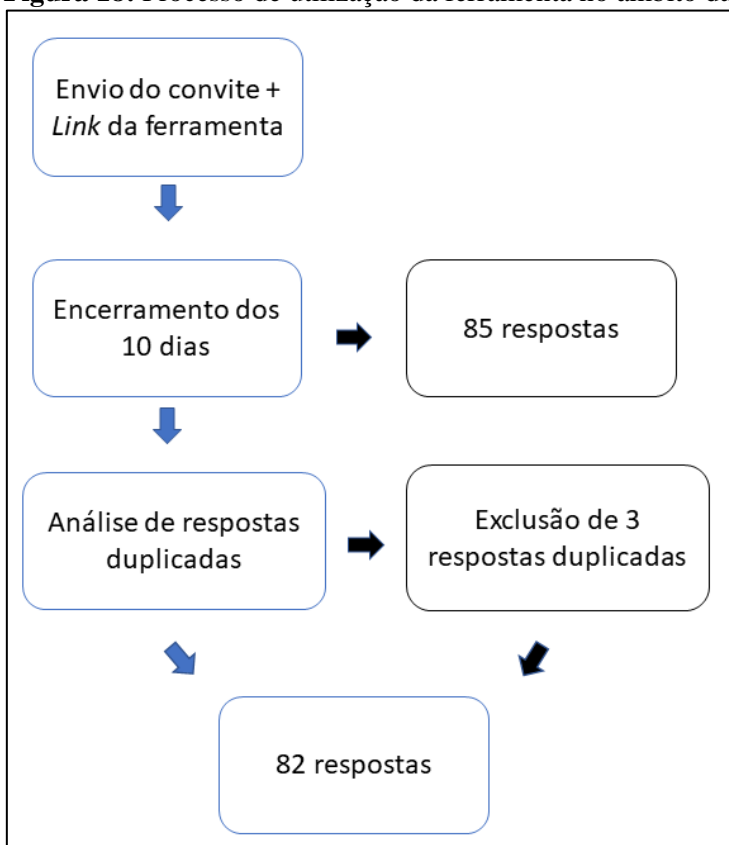 Envio do convite +
Link da ferramenta
Encerramento dos
10 dias
85 respostas
Análise de respostas
duplicadas
Exclusão de 3
respostas duplicadas
82 respostas